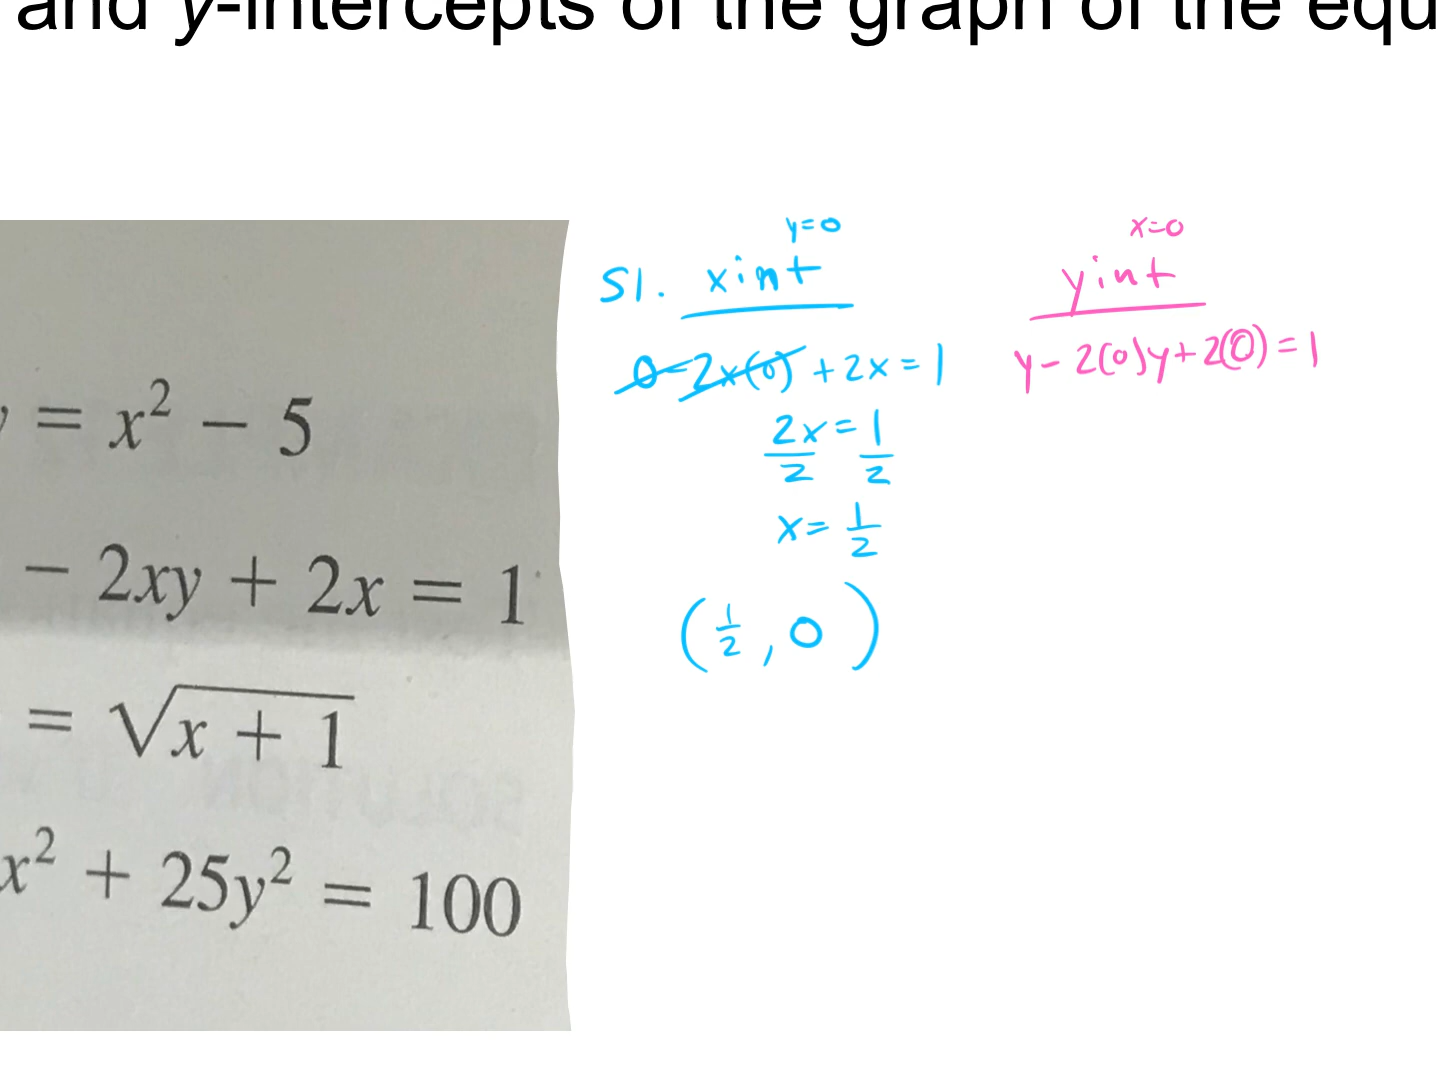 and y-intercepts of the graph of the equ
= x² − 5
− 2xy + 2x = 1
= √x + 1
x² + 25y² = 100
y=0
51. x int
0-2x(0) + 2x = 1
2x = 1
2 2
x = 1/2
(1/2, 0)
x=0
y int
y - 2(0)y + 2(0) = 1